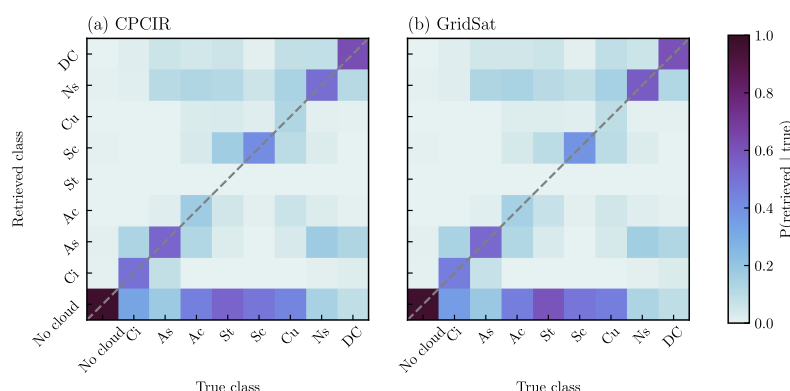 (a) CPCIR
(b) GridSat
Retrieved class
DC
Ns
Cu
Sc
St
Ac
As
Ci
No cloud
No cloud
Ci
As
Ac
St
Sc
Cu
Ns
DC
True class
No cloud
Ci
As
Ac
St
Sc
Cu
Ns
DC
True class
1.0
0.8
0.6
0.4
0.2
0.0
P(retrieved | true)